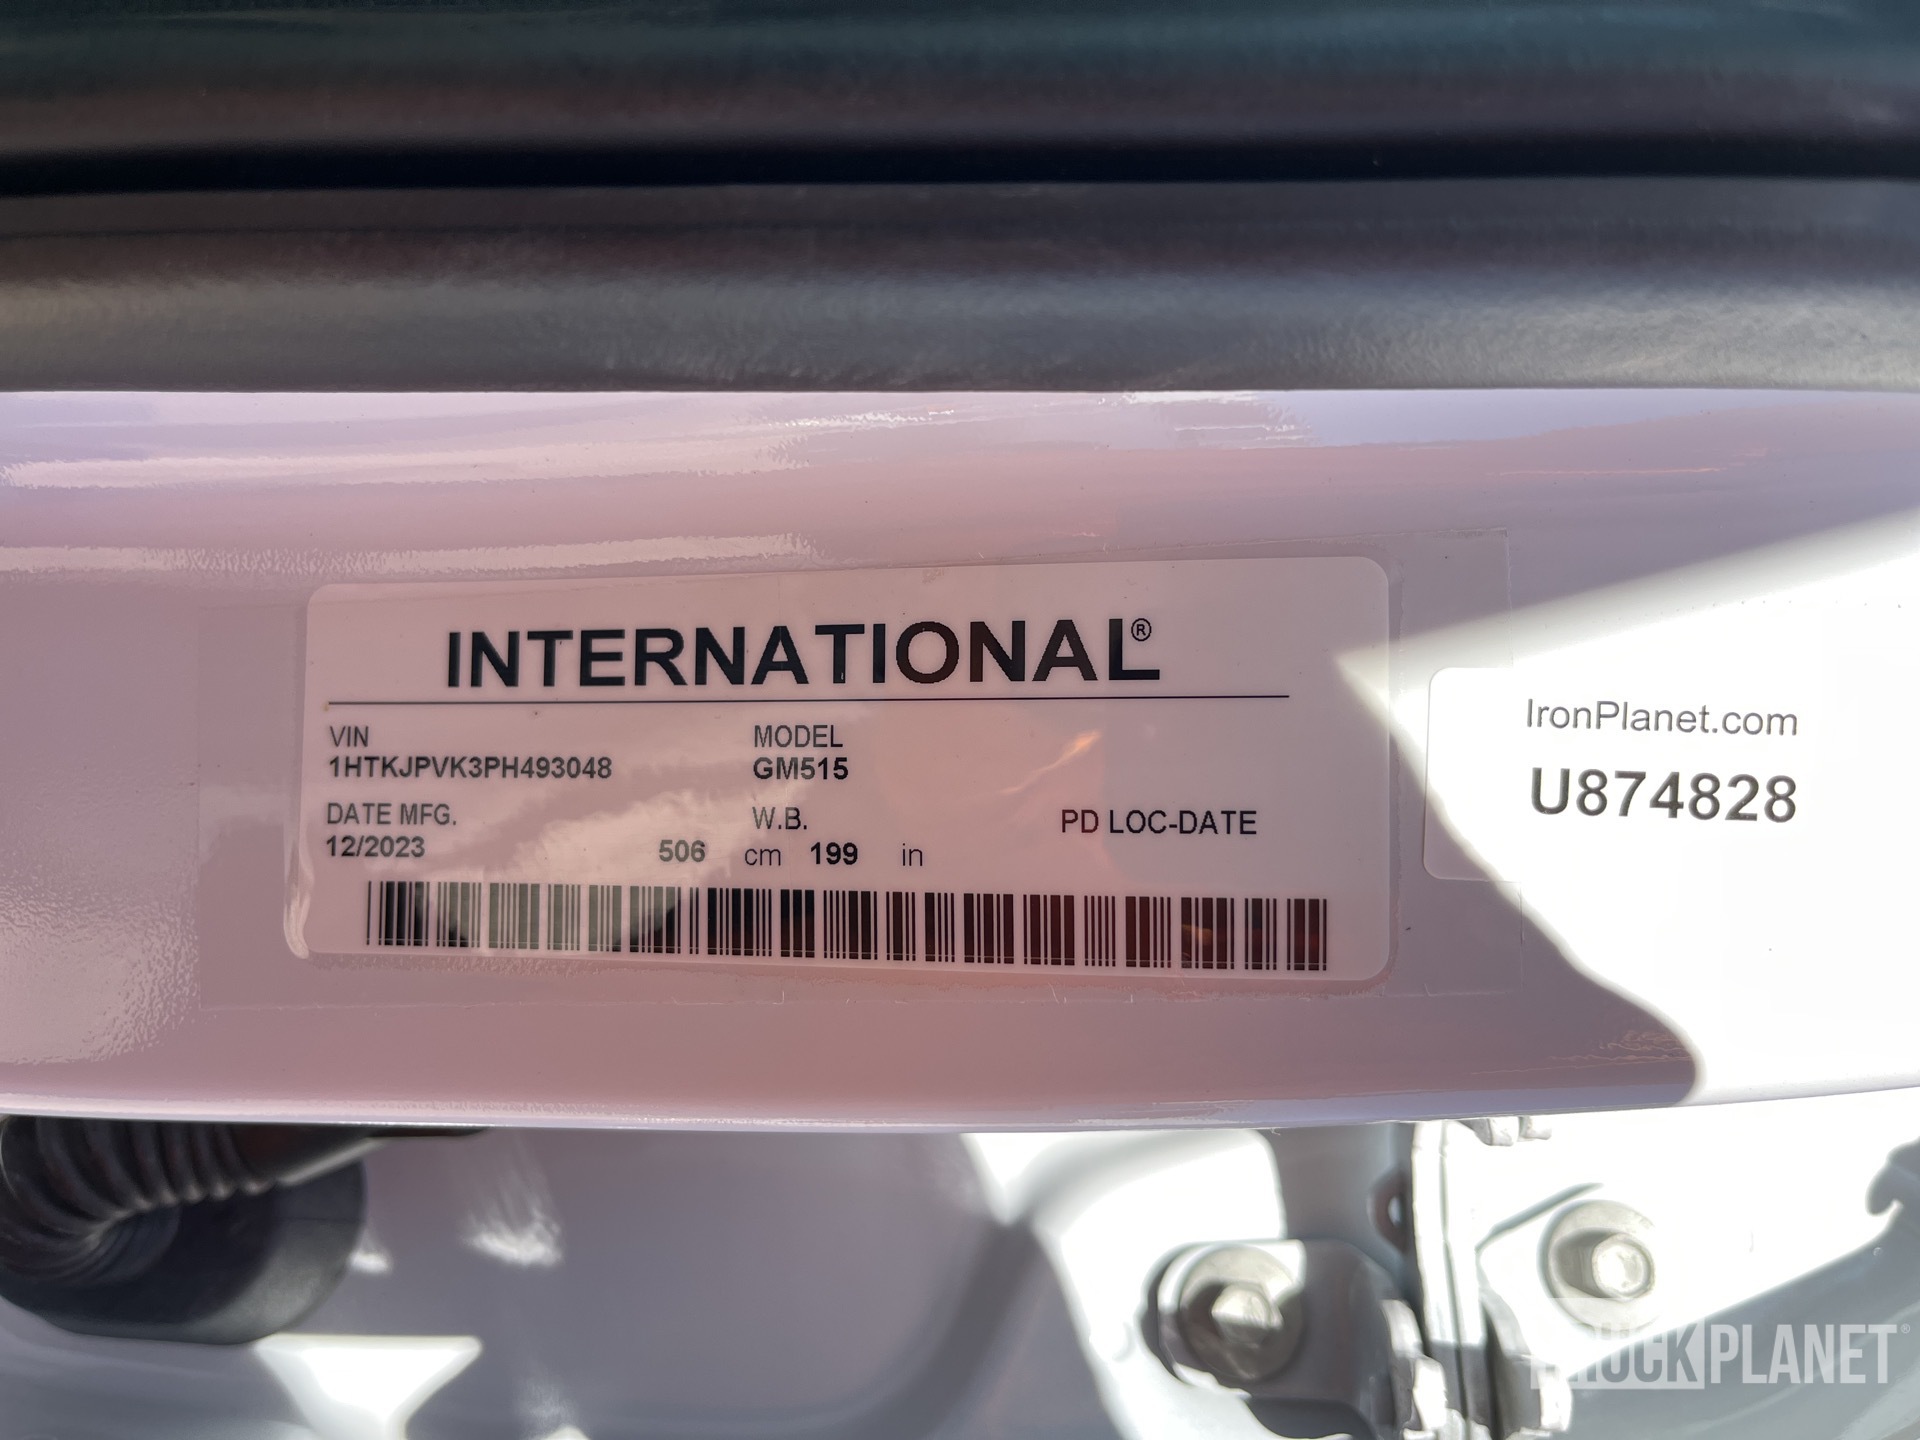 INTERNATIONAL®
VIN
1HTKJPVK3PH493048
MODEL
GM515
DATE MFG.
12/2023
W.B.
506 cm 199 in
PD LOC-DATE
IronPlanet.com
U874828
TRUCKPLANET®